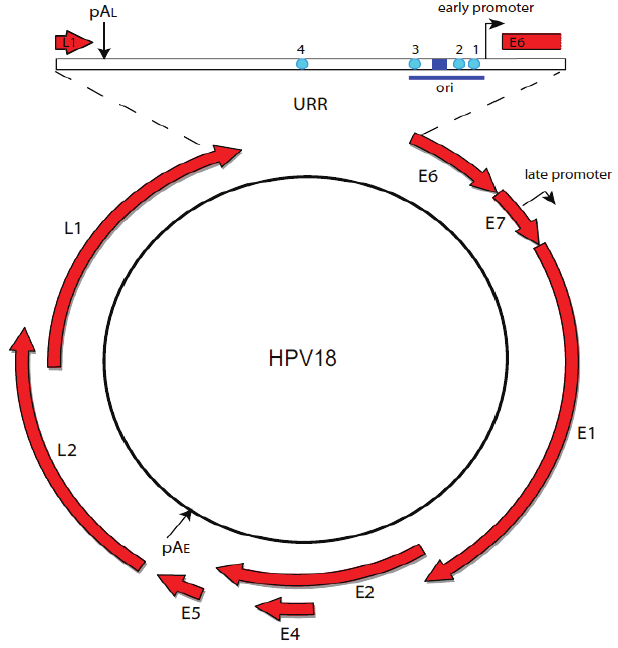 early promoter
pAL
L1
E6
4
3
2
1
ori
URR
E6
late promoter
E7
L1
HPV18
E1
L2
pAE
E2
E5
E4